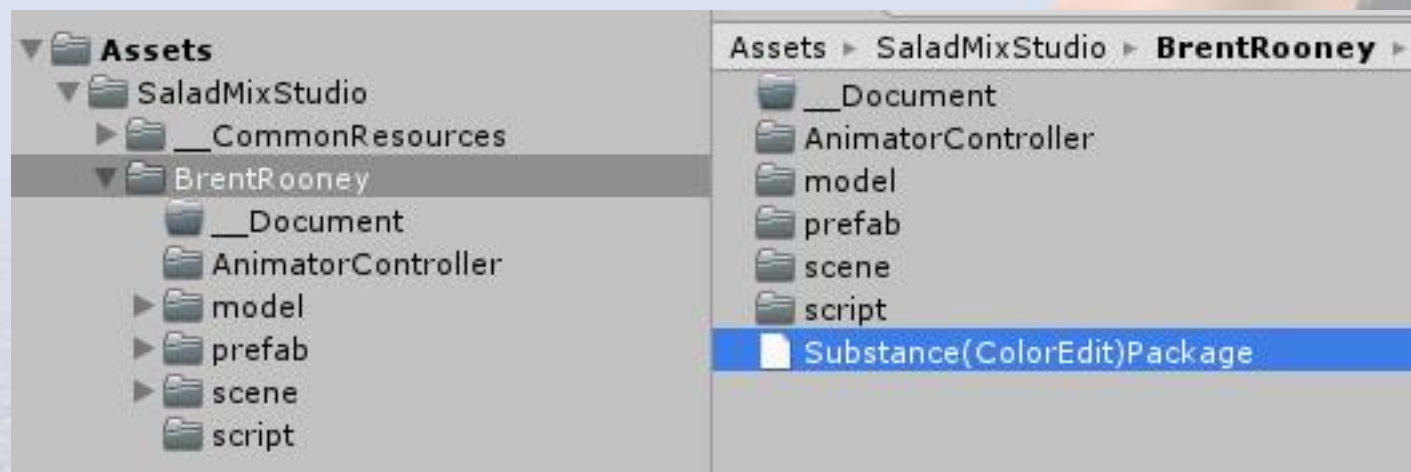 Assets
SaladMixStudio
__CommonResources
BrentRooney
__Document
AnimatorController
model
prefab
scene
script
Assets ▸ SaladMixStudio ▸ BrentRooney ▸
__Document
AnimatorController
model
prefab
scene
script
Substance(ColorEdit)Package